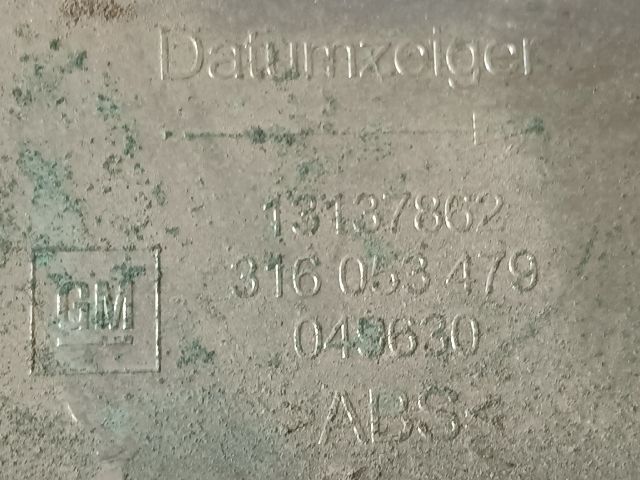 Datumzeiger
13137862
GM
316 053 479
049630
>ABS<